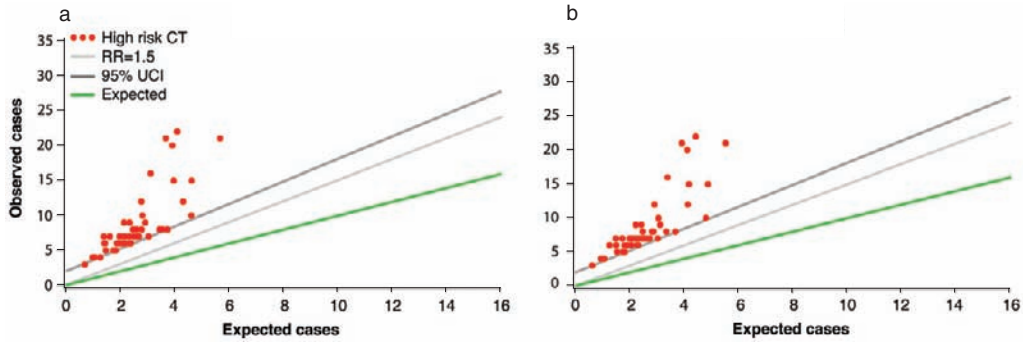 a
35
30
25
20
15
10
5
0
Observed cases
High risk CT
RR=1.5
95% UCI
Expected
0 2 4 6 8 10 12 14 16
Expected cases
b
35
30
25
20
15
10
5
0
0 2 4 6 8 10 12 14 16
Expected cases